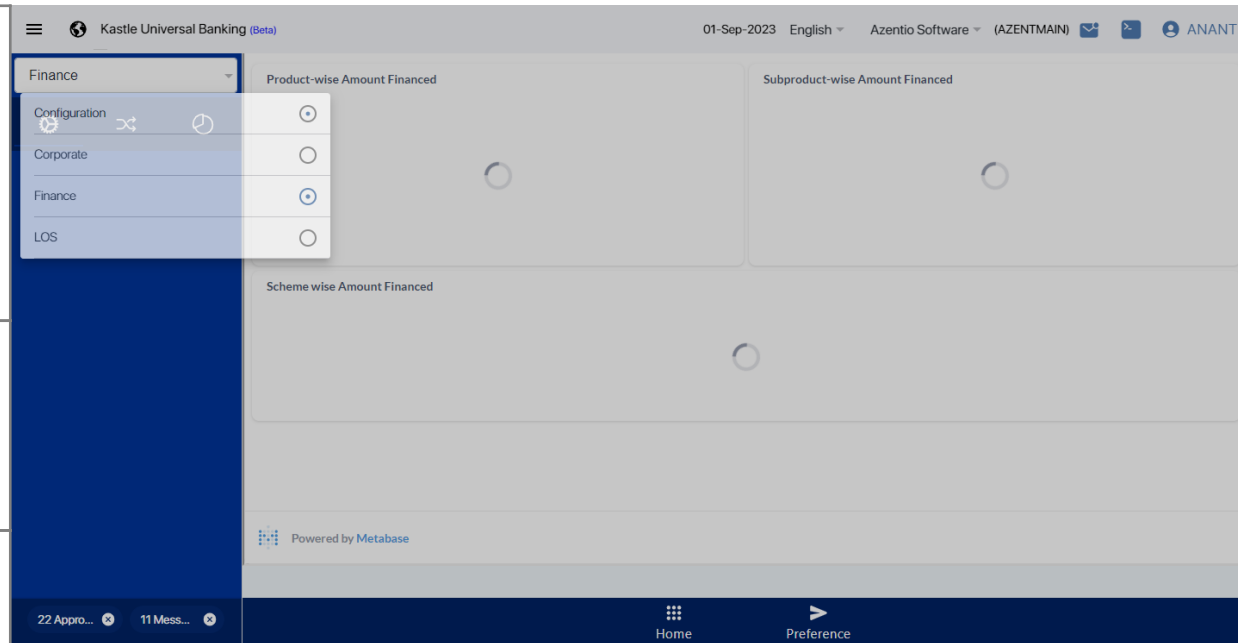 Kastle Universal Banking (Beta)
01-Sep-2023 English Azentio Software (AZENTMAIN) ANANT
Finance
Configuration
Corporate
Finance
LOS
Product-wise Amount Financed
Subproduct-wise Amount Financed
Scheme wise Amount Financed
Powered by Metabase
22 Appro... 11 Mess...
Home
Preference